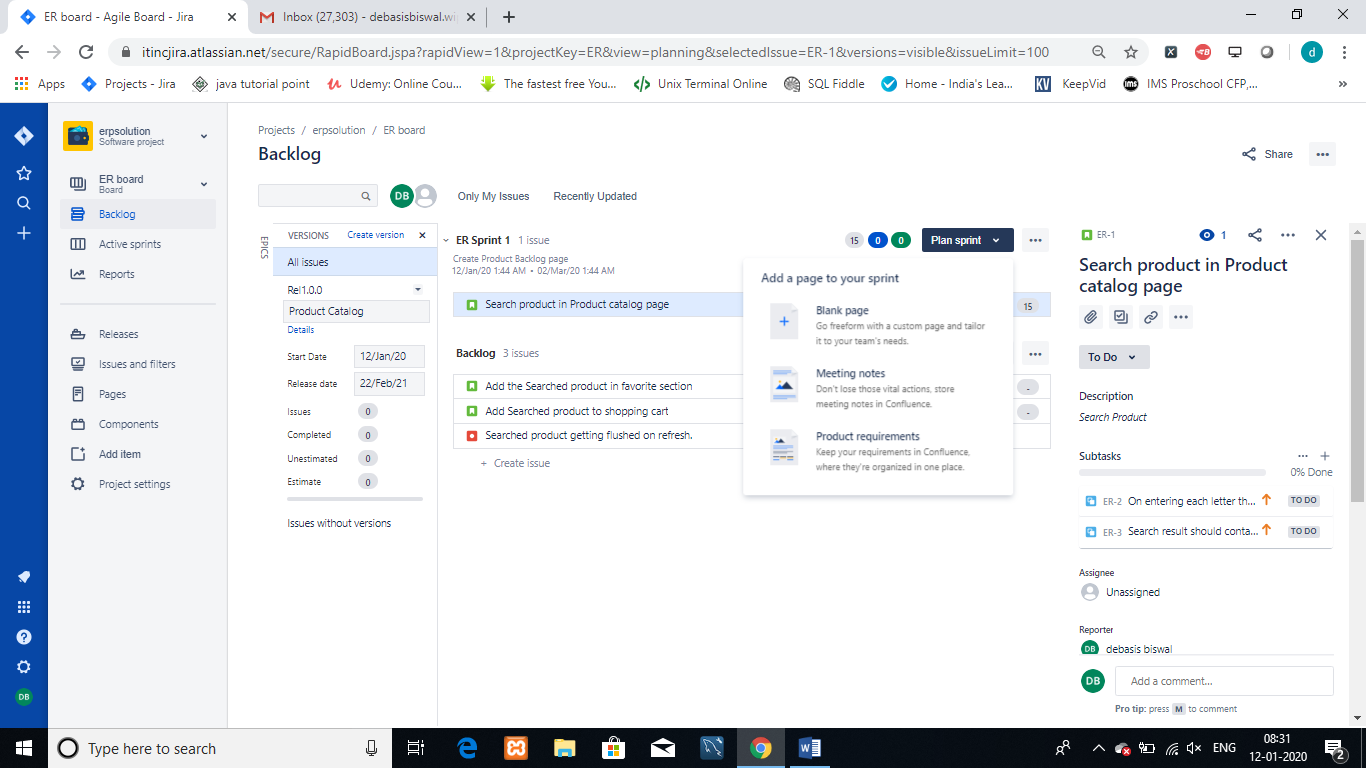 ER board - Agile Board - Jira
Inbox (27,303) - debasisbiswal.wi
itincjira.atlassian.net/secure/RapidBoard.jspa?rapidView=1&projectKey=ER&view=planning&selectedIssue=ER-1&versions=visible&issueLimit=100
d
Apps
Projects - Jira
java tutorial point
Udemy: Online Cou...
The fastest free You...
Unix Terminal Online
SQL Fiddle
Home - India's Lea...
KV
KeepVid
IMS Proschool CFP,...
erpsolution
Software project
ER board
Board
Backlog
Active sprints
Reports
Releases
Issues and filters
Pages
Components
Add item
Project settings
DB
Projects / erpsolution / ER board
Backlog
Share
DB
Only My Issues
Recently Updated
EPICS
VERSIONS
Create version
All issues
Rel1.0.0
Product Catalog
Details
Start Date 12/Jan/20
Release date 22/Feb/21
Issues 0
Completed 0
Unestimated 0
Estimate 0
Issues without versions
ER Sprint 1 1 issue
15 0 0
Plan sprint
Create Product Backlog page
12/Jan/20 1:44 AM • 02/Mar/20 1:44 AM
Search product in Product catalog page
15
Backlog 3 issues
Add the Searched product in favorite section
-
Add Searched product to shopping cart
-
Searched product getting flushed on refresh.
+ Create issue
Add a page to your sprint
Blank page
Go freeform with a custom page and tailor
it to your team's needs.
Meeting notes
Don't lose those vital actions, store
meeting notes in Confluence.
Product requirements
Keep your requirements in Confluence,
where they're organized in one place.
ER-1
1
Search product in Product
catalog page
To Do
Description
Search Product
Subtasks
0% Done
ER-2 On entering each letter th... TO DO
ER-3 Search result should conta... TO DO
Assignee
Unassigned
Reporter
DB debasis biswal
DB
Add a comment...
Pro tip: press M to comment
Type here to search
ENG
08:31
12-01-2020
2